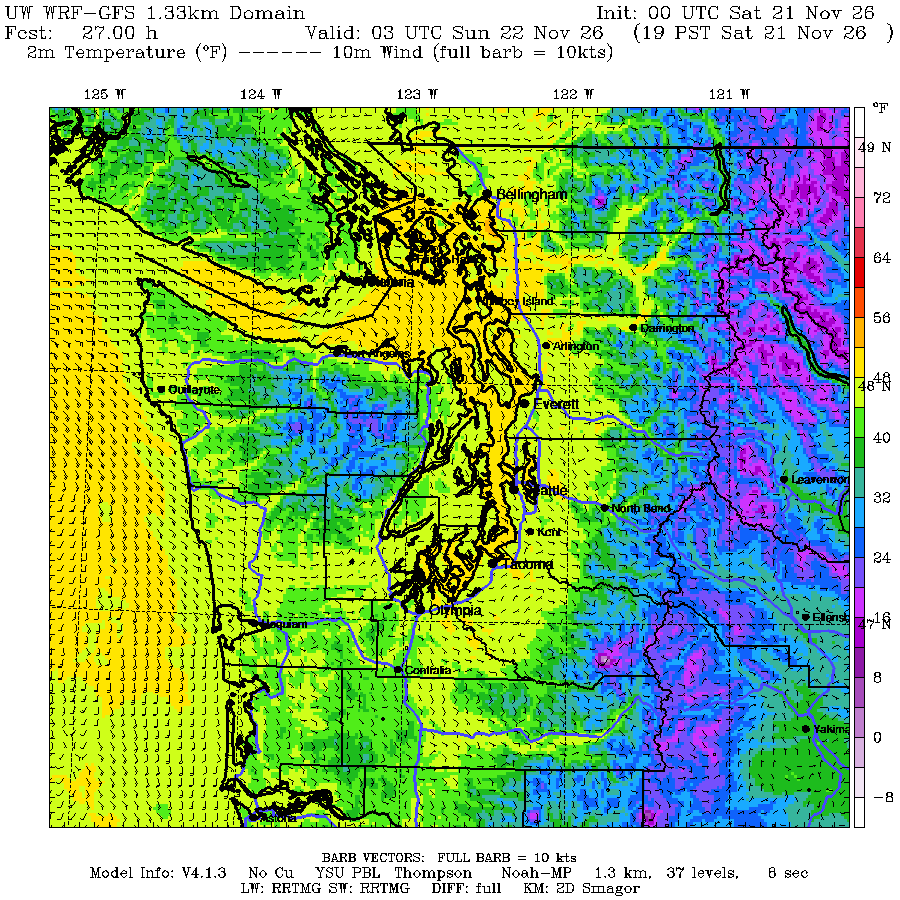 UW WRF-GFS 1.33km Domain Init: 00 UTC Sat 21 Nov 26
Fcst: 27.00 h Valid: 03 UTC Sun 22 Nov 26 (19 PST Sat 21 Nov 26 )
2m Temperature (°F) ------ 10m Wind (full barb = 10kts)
125 W 124 W 123 W 122 W 121 W
°F
49 N
72
Bellingham
64
Island
56
Darrington
Arlington
Port Angeles
48
48 N
Quillayute
Everett
40
Leavenwor
32
North Bend
Kent
24
Tacoma
Olympia
16
Ellensb
47 N
Centralia
8
Yakima
0
Astoria
-8
BARB VECTORS: FULL BARB = 10 kts
Model Info: V4.1.3 No Cu YSU PBL Thompson Noah-MP 1.3 km, 37 levels, 8 sec
LW: RRTMG SW: RRTMG DIFF: full KM: 2D Smagor